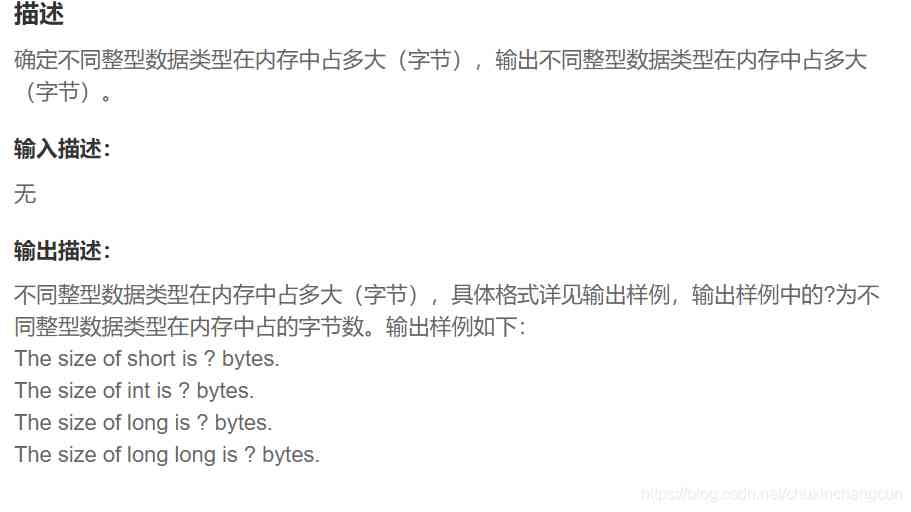 描述
确定不同整型数据类型在内存中占多大（字节），输出不同整型数据类型在内存中占多大
（字节）。
输入描述：
无
输出描述：
不同整型数据类型在内存中占多大（字节），具体格式详见输出样例，输出样例中的?为不
同整型数据类型在内存中占的字节数。输出样例如下：
The size of short is ? bytes.
The size of int is ? bytes.
The size of long is ? bytes.
The size of long long is ? bytes.
https://blog.csdn.net/chuxinchangcun